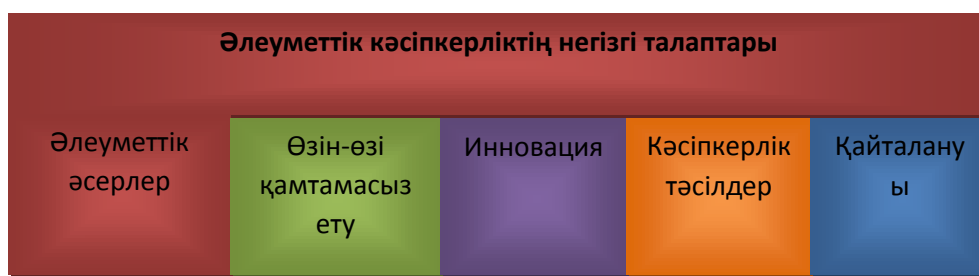 Әлеуметтік кәсіпкерліктің негізгі талаптары
Әлеуметтік
әсерлер
Өзін-өзі
қамтамасыз
ету
Инновация
Кәсіпкерлік
тәсілдер
Қайталану
ы